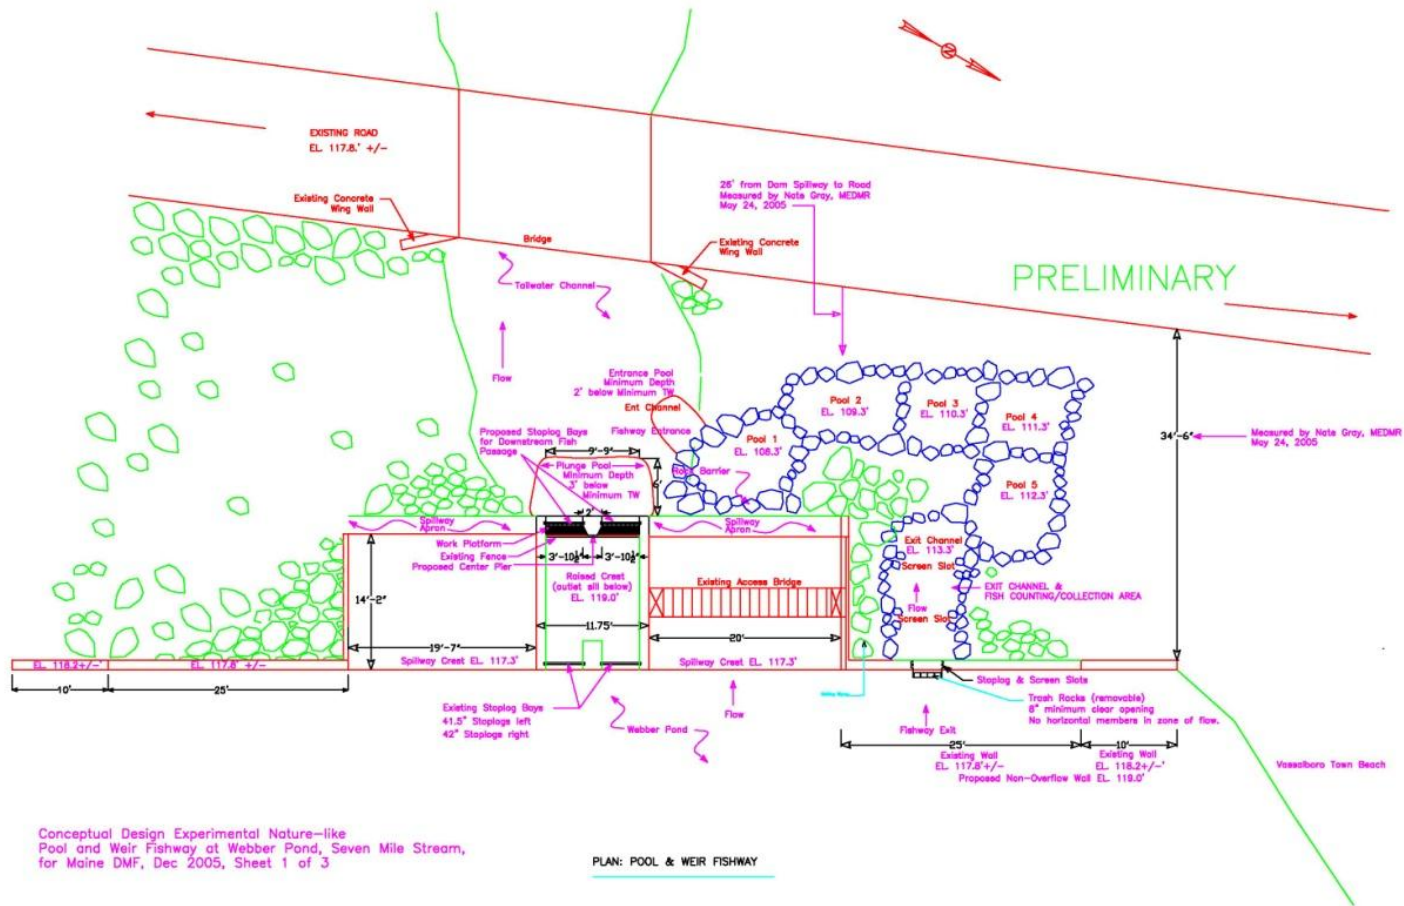 N
EXISTING ROAD
EL. 117.8.' +/-
26' from Dam Spillway to Road
Measured by Nate Gray, MEDMR
May 24, 2005
Existing Concrete
Wing Wall
Bridge
Existing Concrete
Wing Wall
PRELIMINARY
Tailwater Channel
Flow
Entrance Pool
Minimum Depth
2' below Minimum TW
Ent Channel
Fishway Entrance
Pool 1
EL. 108.3'
Pool 2
EL. 109.3'
Pool 3
EL. 110.3'
Pool 4
EL. 111.3'
Pool 5
EL. 112.3'
34'-6"
Measured by Nate Gray, MEDMR
May 24, 2005
Proposed Stoplog Bays
for Downstream Fish
Passage
9'-9"
Plunge Pool
Minimum Depth
3' below
Minimum TW
6'
2'
Rock Barrier
Spillway
Apron
Spillway
Apron
Work Platform
Existing Fence
Proposed Center Pier
3'-10½"
3'-10½"
Exit Channel
EL. 113.3'
Screen Slot
Flow
Screen Slot
EXIT CHANNEL &
FISH COUNTING/COLLECTION AREA
Raised Crest
(outlet sill below)
EL. 119.0'
Existing Access Bridge
14'-2"
11.75'
19'-7"
20'
Spillway Crest EL. 117.3'
Spillway Crest EL. 117.3'
EL. 118.2+/-'
EL. 117.8' +/-
10'
25'
Existing Stoplog Bays
41.5" Stoplogs left
42" Stoplogs right
Webber Pond
Flow
Stoplog & Screen Slots
Trash Racks (removable)
8" minimum clear opening
No horizontal members in zone of flow.
Fishway Exit
25'
10'
Existing Wall
EL. 117.8'+/-
Existing Wall
EL. 118.2+/-'
Proposed Non-Overflow Wall EL. 119.0'
Vassalboro Town Beach
Conceptual Design Experimental Nature-like
Pool and Weir Fishway at Webber Pond, Seven Mile Stream,
for Maine DMF, Dec 2005, Sheet 1 of 3
PLAN: POOL & WEIR FISHWAY